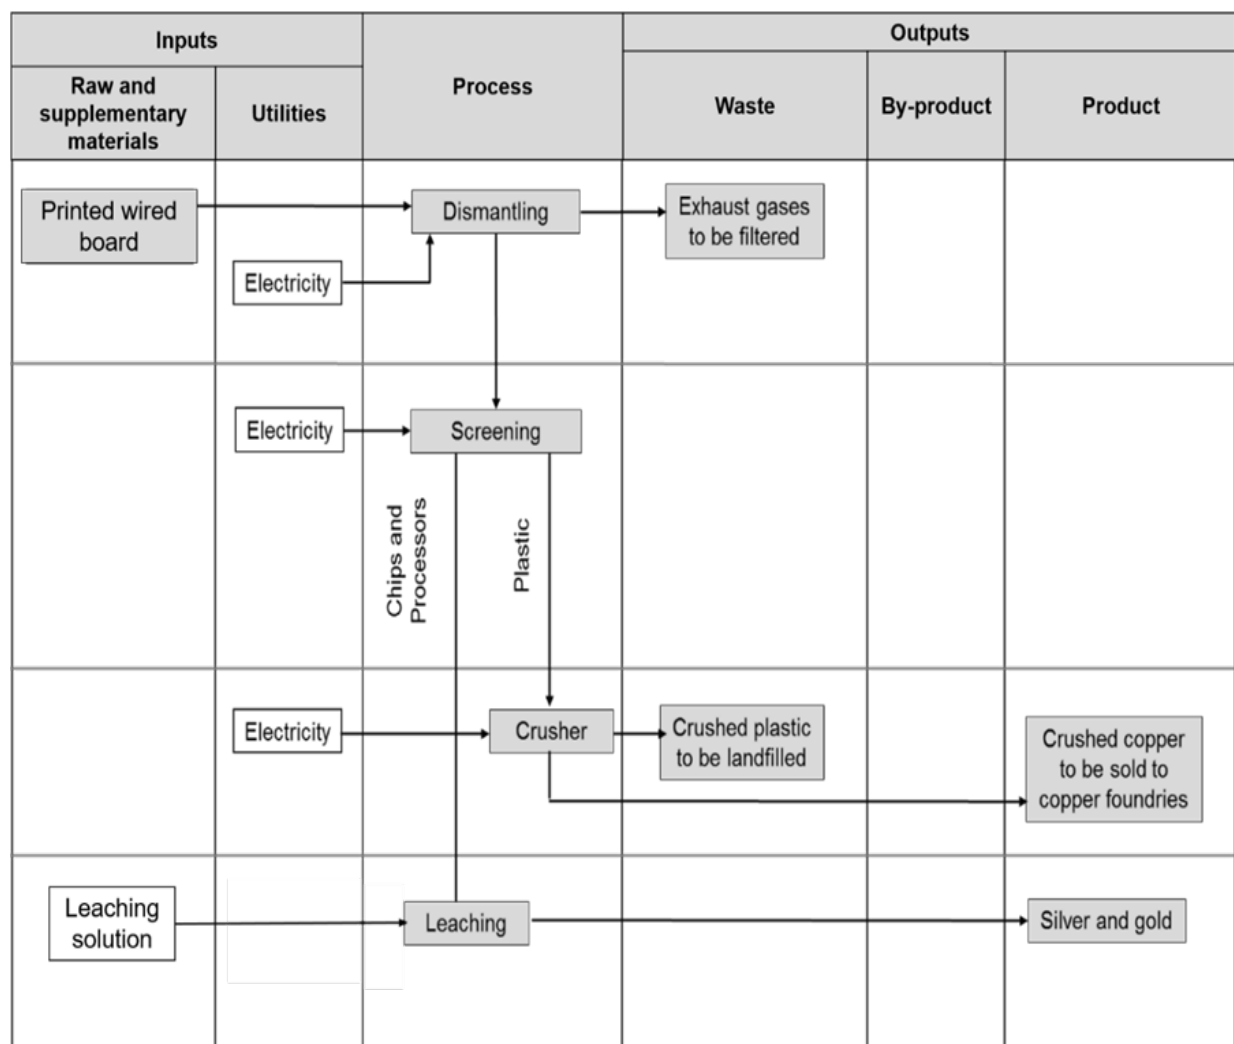 Inputs
Process
Outputs
Raw and
supplementary
materials
Utilities
Waste
By-product
Product
Printed wired
board
Dismantling
Exhaust gases
to be filtered
Electricity
Electricity
Screening
Chips and
Processors
Plastic
Electricity
Crusher
Crushed plastic
to be landfilled
Crushed copper
to be sold to
copper foundries
Leaching
solution
Leaching
Silver and gold